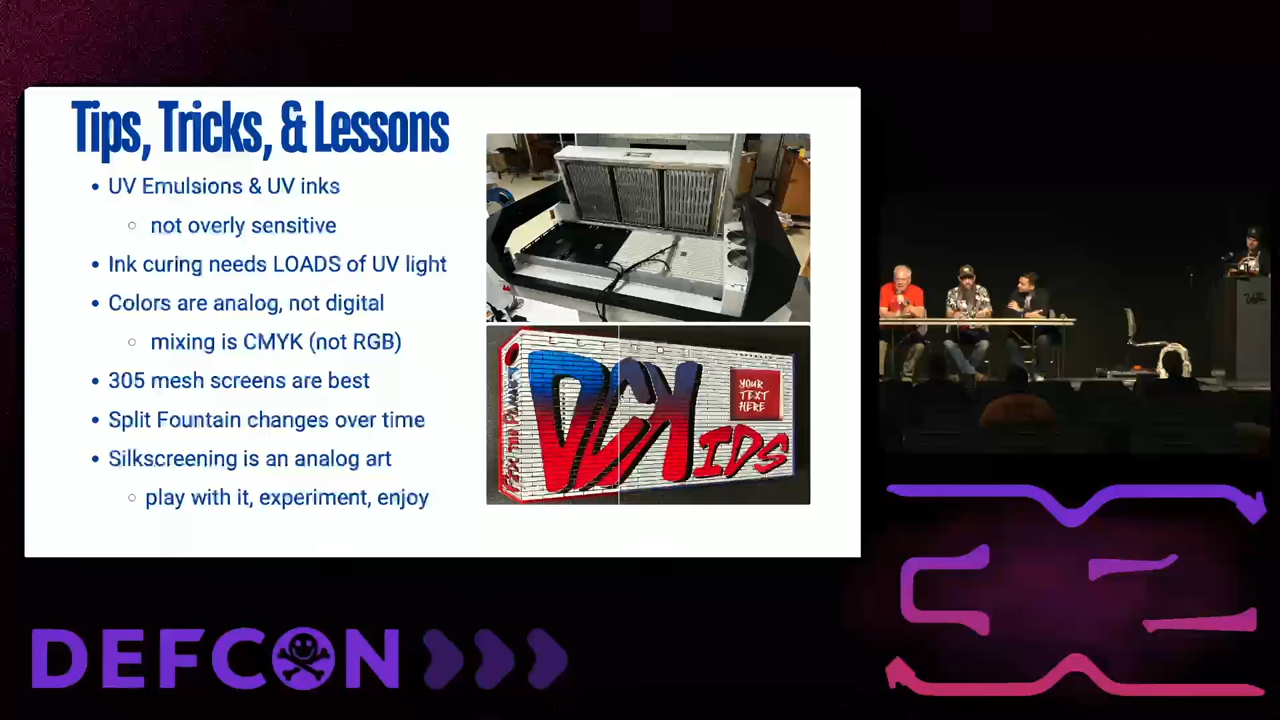 Tips, Tricks, & Lessons
• UV Emulsions & UV inks
○ not overly sensitive
• Ink curing needs LOADS of UV light
• Colors are analog, not digital
○ mixing is CMYK (not RGB)
• 305 mesh screens are best
• Split Fountain changes over time
• Silkscreening is an analog art
○ play with it, experiment, enjoy
DCKIDS
YOUR
TEXT
HERE
DEFCON